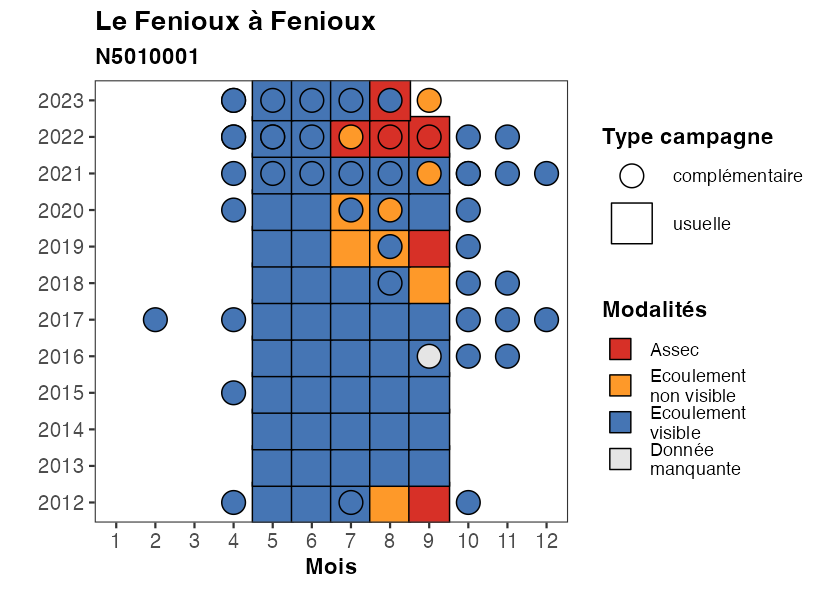 Le Fenioux à Fenioux
N5010001
2023
2022
2021
2020
2019
2018
2017
2016
2015
2014
2013
2012
1 2 3 4 5 6 7 8 9 10 11 12
Mois
Type campagne
complémentaire
usuelle
Modalités
Assec
Ecoulement
non visible
Ecoulement
visible
Donnée
manquante